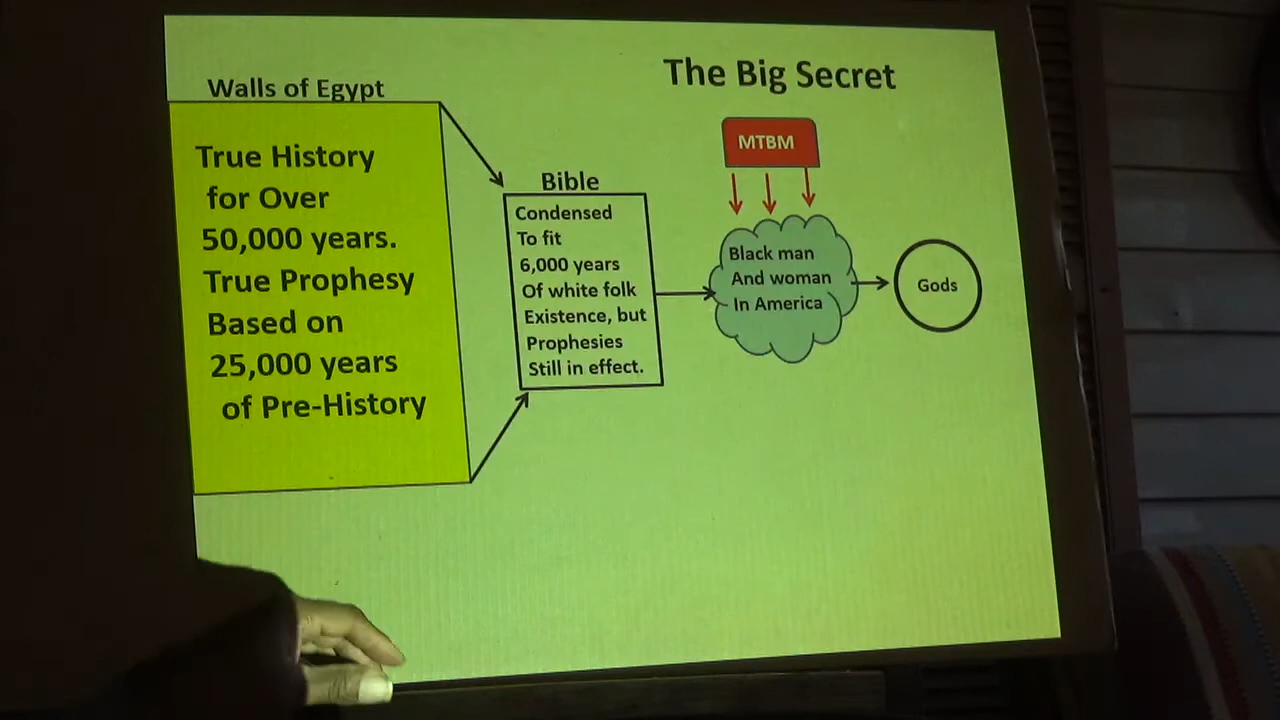 The Big Secret
Walls of Egypt
True History
for Over
50,000 years.
True Prophesy
Based on
25,000 years
of Pre-History
Bible
Condensed
To fit
6,000 years
Of white folk
Existence, but
Prophesies
Still in effect.
MTBM
Black man
And woman
In America
Gods